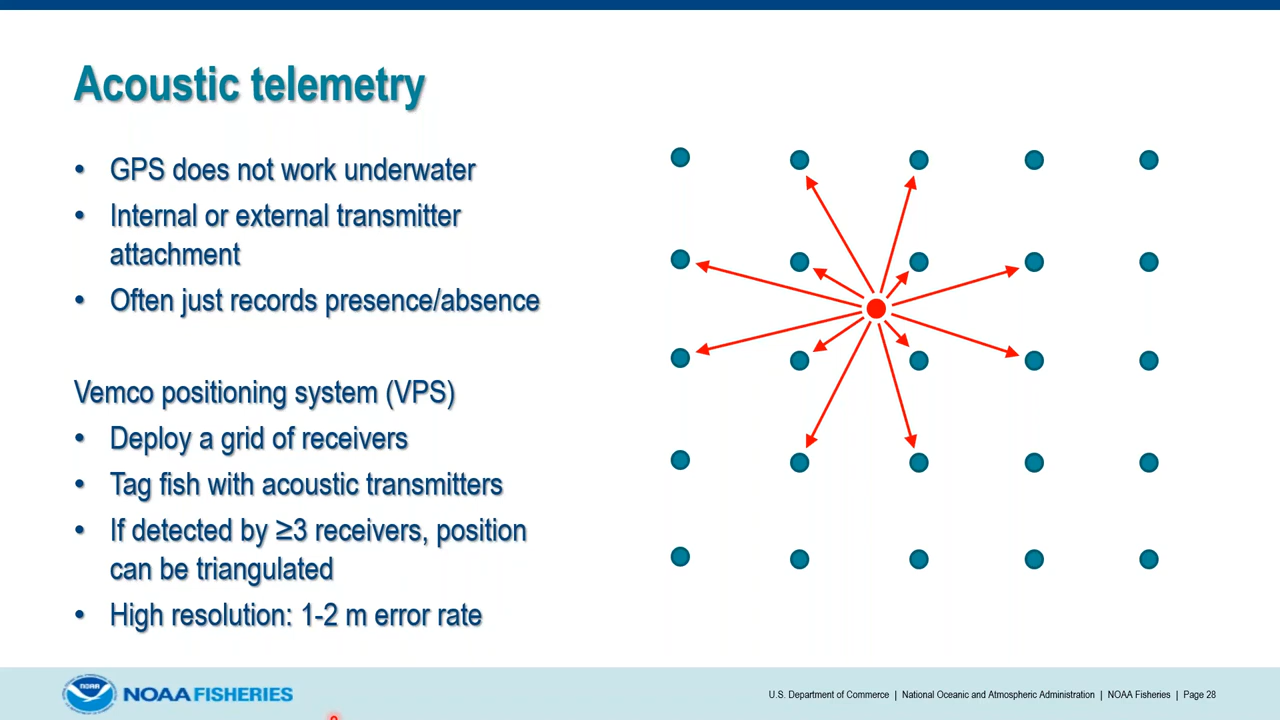 Acoustic telemetry
• GPS does not work underwater
• Internal or external transmitter
attachment
• Often just records presence/absence
Vemco positioning system (VPS)
• Deploy a grid of receivers
• Tag fish with acoustic transmitters
• If detected by ≥3 receivers, position
can be triangulated
• High resolution: 1-2 m error rate
NOAA
NOAA FISHERIES
U.S. Department of Commerce | National Oceanic and Atmospheric Administration | NOAA Fisheries | Page 28